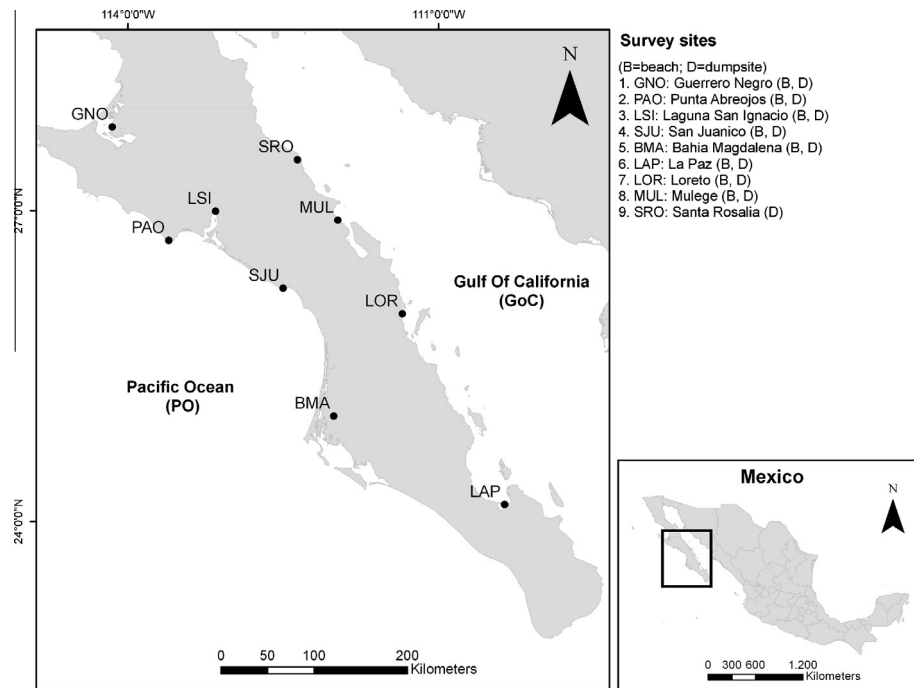 114°0'0"W
111°0'0"W
27°0'0"N
24°0'0"N
N
GNO
SRO
LSI
MUL
PAO
SJU
LOR
Gulf Of California
(GoC)
Pacific Ocean
(PO)
BMA
LAP
0 50 100 200
Kilometers
Survey sites
(B=beach; D=dumpsite)
1. GNO: Guerrero Negro (B, D)
2. PAO: Punta Abreojos (B, D)
3. LSI: Laguna San Ignacio (B, D)
4. SJU: San Juanico (B, D)
5. BMA: Bahia Magdalena (B, D)
6. LAP: La Paz (B, D)
7. LOR: Loreto (B, D)
8. MUL: Mulege (B, D)
9. SRO: Santa Rosalia (D)
Mexico
N
0 300 600 1.200
Kilometers